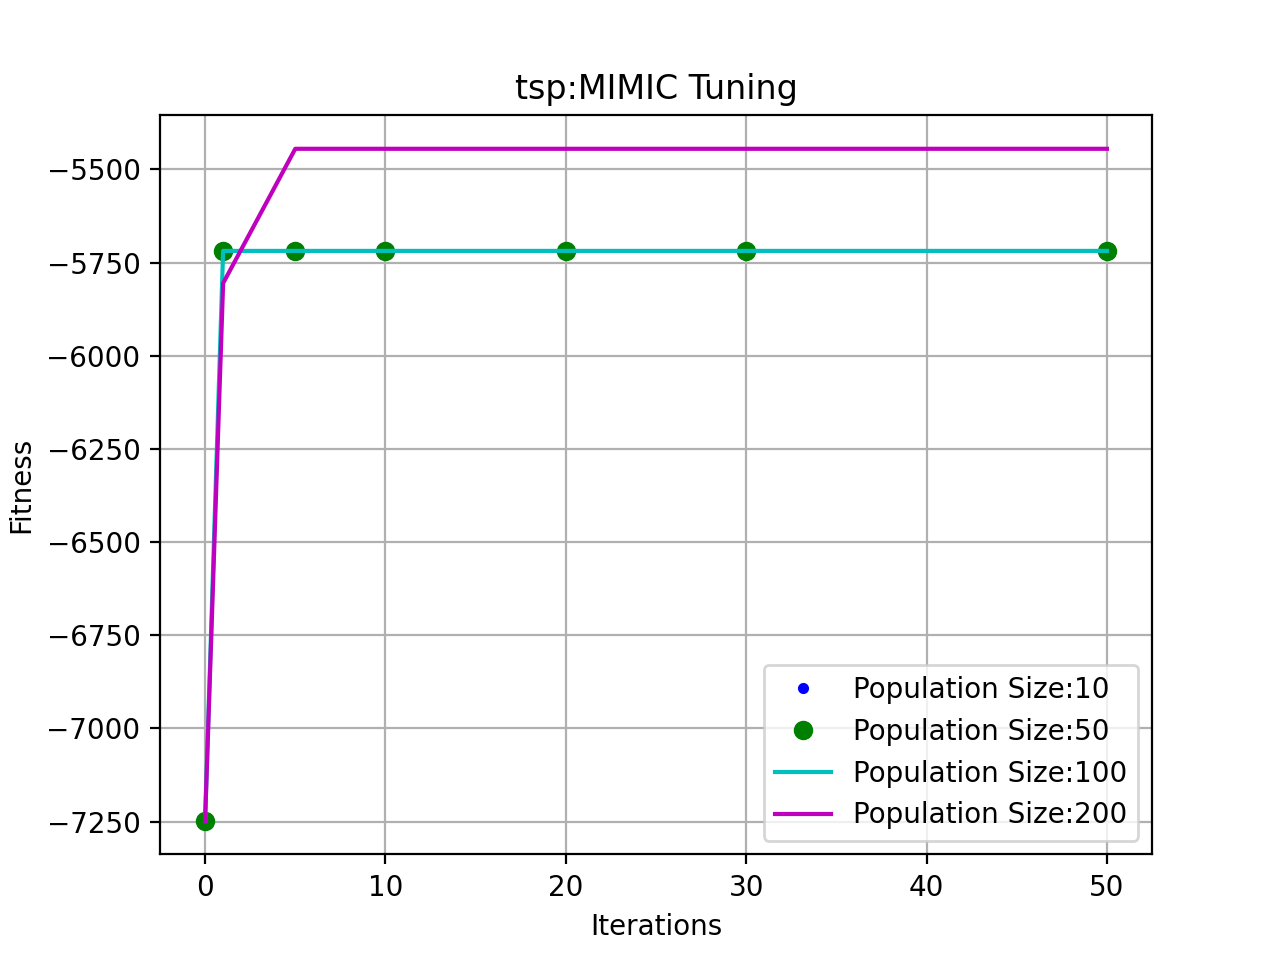 tsp:MIMIC Tuning
Fitness
−5500
−5750
−6000
−6250
−6500
−6750
−7000
−7250
Population Size:10
Population Size:50
Population Size:100
Population Size:200
0 10 20 30 40 50
Iterations